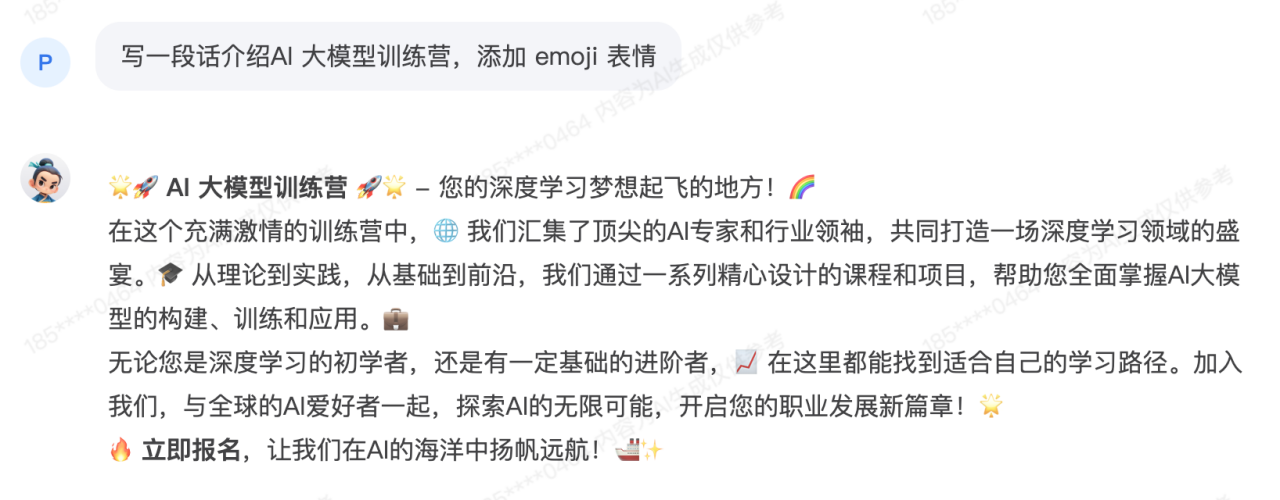 P
写一段话介绍AI 大模型训练营，添加 emoji 表情
🌟🚀 AI 大模型训练营 🚀🌟 – 您的深度学习梦想起飞的地方！🌈
在这个充满激情的训练营中，🌐 我们汇集了顶尖的AI专家和行业领袖，共同打造一场深度学习领域的盛
宴。🎓 从理论到实践，从基础到前沿，我们通过一系列精心设计的课程和项目，帮助您全面掌握AI大模
型的构建、训练和应用。💼
无论您是深度学习的初学者，还是有一定基础的进阶者，📈 在这里都能找到适合自己的学习路径。加入
我们，与全球的AI爱好者一起，探索AI的无限可能，开启您的职业发展新篇章！🌟
🔥 立即报名，让我们在AI的海洋中扬帆远航！🚢✨
185****0464 内容为AI生成仅供参考